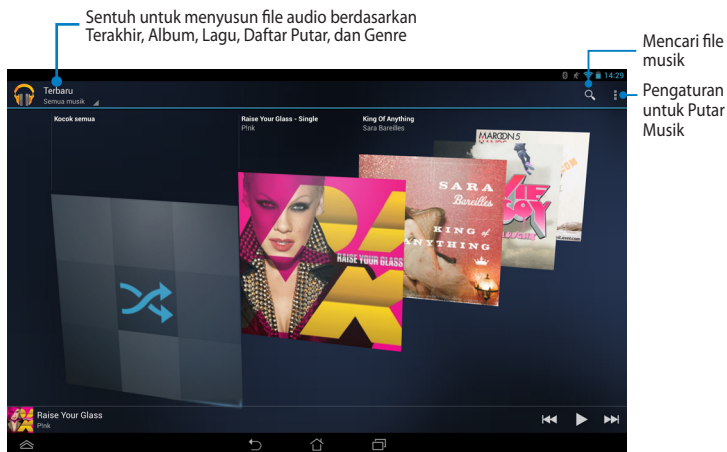 Sentuh untuk menyusun file audio berdasarkan
Terakhir, Album, Lagu, Daftar Putar, dan Genre
Mencari file
musik
Pengaturan
untuk Putar
Musik
14:29
Terbaru
Semua musik
Kocok semua
Raise Your Glass - Single
P!nk
King Of Anything
Sara Bareilles
MAROON 5
SARA
Bareilles
KING of
ANYTHING
RAISE YOUR GLASS
Raise Your Glass
P!nk